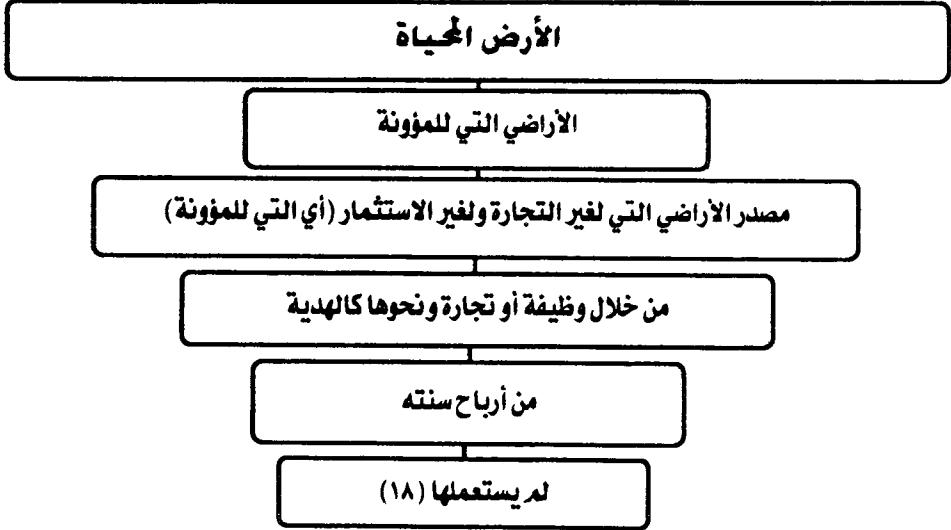 الأرض المحياة
الأراضي التي للمؤونة
مصدر الأراضي التي لغير التجارة ولغير الاستثمار (أي التي للمؤونة)
من خلال وظيفة أو تجارة ونحوها كالهدية
من أرباح سنته
لم يستعملها (١٨)